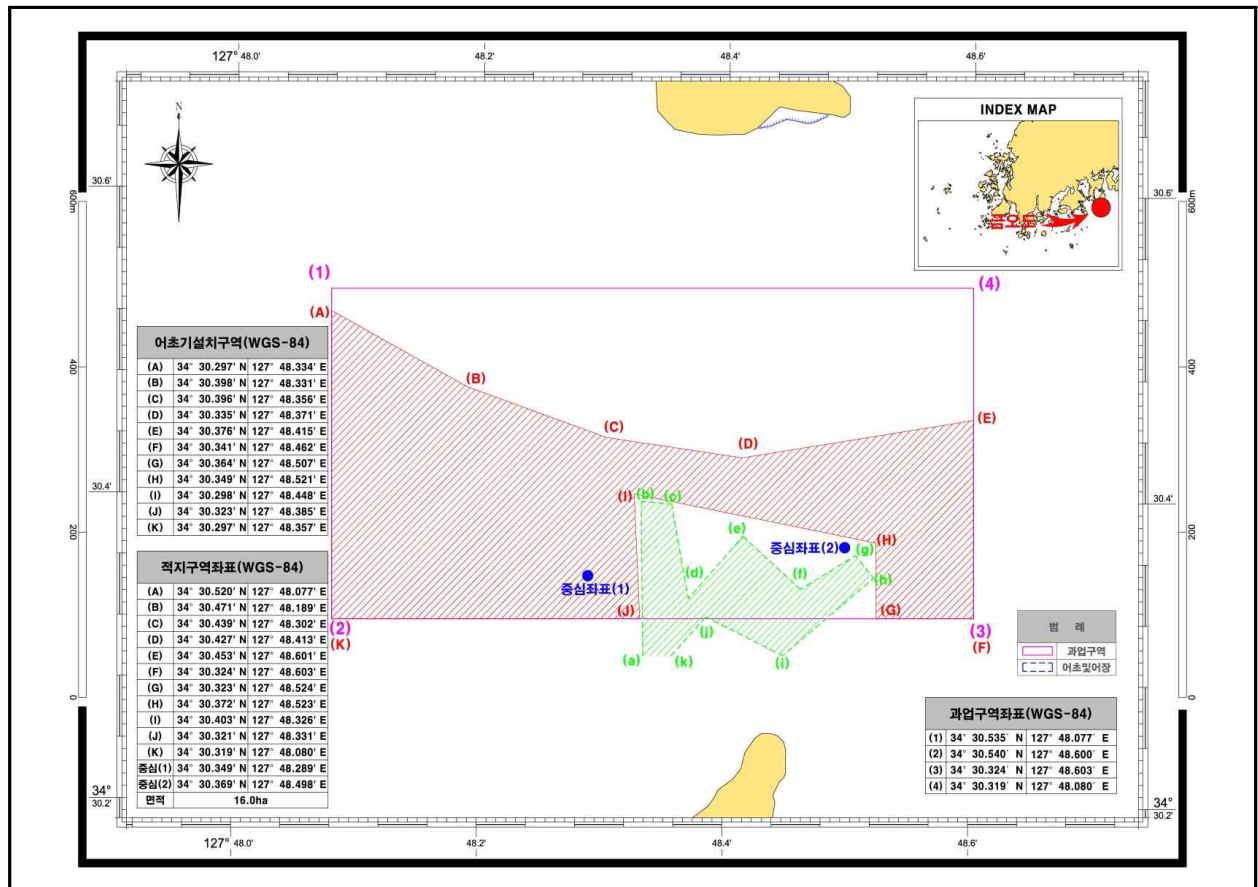 127° 48.0' 48.2' 48.4' 48.6'
N
INDEX MAP
금오도
30.6' 30.6'
600m 600m
(1) (4)
(A)
어초기설치구역(WGS-84)
(A) 34° 30.297' N 127° 48.334' E
(B) 34° 30.398' N 127° 48.331' E
(C) 34° 30.396' N 127° 48.356' E
(D) 34° 30.335' N 127° 48.371' E
(E) 34° 30.376' N 127° 48.415' E
(F) 34° 30.341' N 127° 48.462' E
(G) 34° 30.364' N 127° 48.507' E
(H) 34° 30.349' N 127° 48.521' E
(I) 34° 30.298' N 127° 48.448' E
(J) 34° 30.323' N 127° 48.385' E
(K) 34° 30.297' N 127° 48.357' E
400 400
(B)
(C) (D) (E)
30.4' 30.4'
(I) (b) (c)
200 200
(e) (H)
중심좌표(2) (g)
중심좌표(1) (d) (f) (h)
(J) (G)
(2) (j) (3)
(K) (a) (k) (i) (F)
적지구역좌표(WGS-84)
(A) 34° 30.520' N 127° 48.077' E
(B) 34° 30.471' N 127° 48.189' E
(C) 34° 30.439' N 127° 48.302' E
(D) 34° 30.427' N 127° 48.413' E
(E) 34° 30.453' N 127° 48.601' E
(F) 34° 30.324' N 127° 48.603' E
(G) 34° 30.323' N 127° 48.524' E
(H) 34° 30.372' N 127° 48.523' E
(I) 34° 30.403' N 127° 48.326' E
(J) 34° 30.321' N 127° 48.331' E
(K) 34° 30.319' N 127° 48.080' E
중심(1) 34° 30.349' N 127° 48.289' E
중심(2) 34° 30.369' N 127° 48.498' E
면적 16.0ha
범 례
과업구역
어초및어장
0 0
과업구역좌표(WGS-84)
(1) 34° 30.535' N 127° 48.077' E
(2) 34° 30.540' N 127° 48.600' E
(3) 34° 30.324' N 127° 48.603' E
(4) 34° 30.319' N 127° 48.080' E
34° 30.2' 34° 30.2'
127° 48.0' 48.2' 48.4' 48.6'